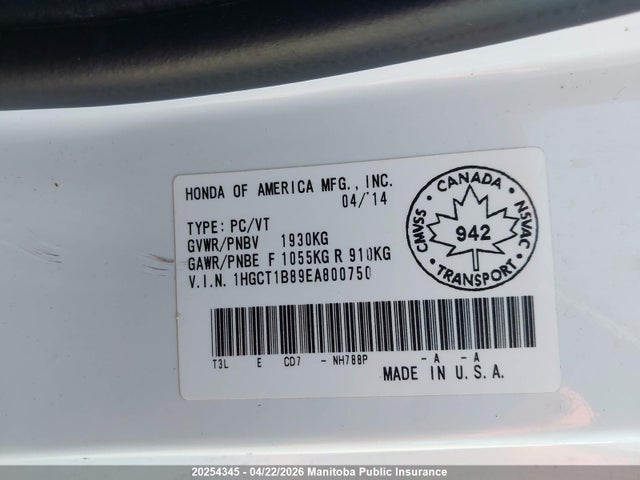 HONDA OF AMERICA MFG., INC.
04/'14
TYPE: PC/VT
GVWR/PNBV 1930KG
GAWR/PNBE F 1055KG R 910KG
V.I.N. 1HGCT1B89EA800750
CANADA
CMVSS
942
NSVAC
TRANSPORT
T3L E CD7 - NH788P - A - A
MADE IN U.S.A.
20254345 - 04/22/2026 Manitoba Public Insurance